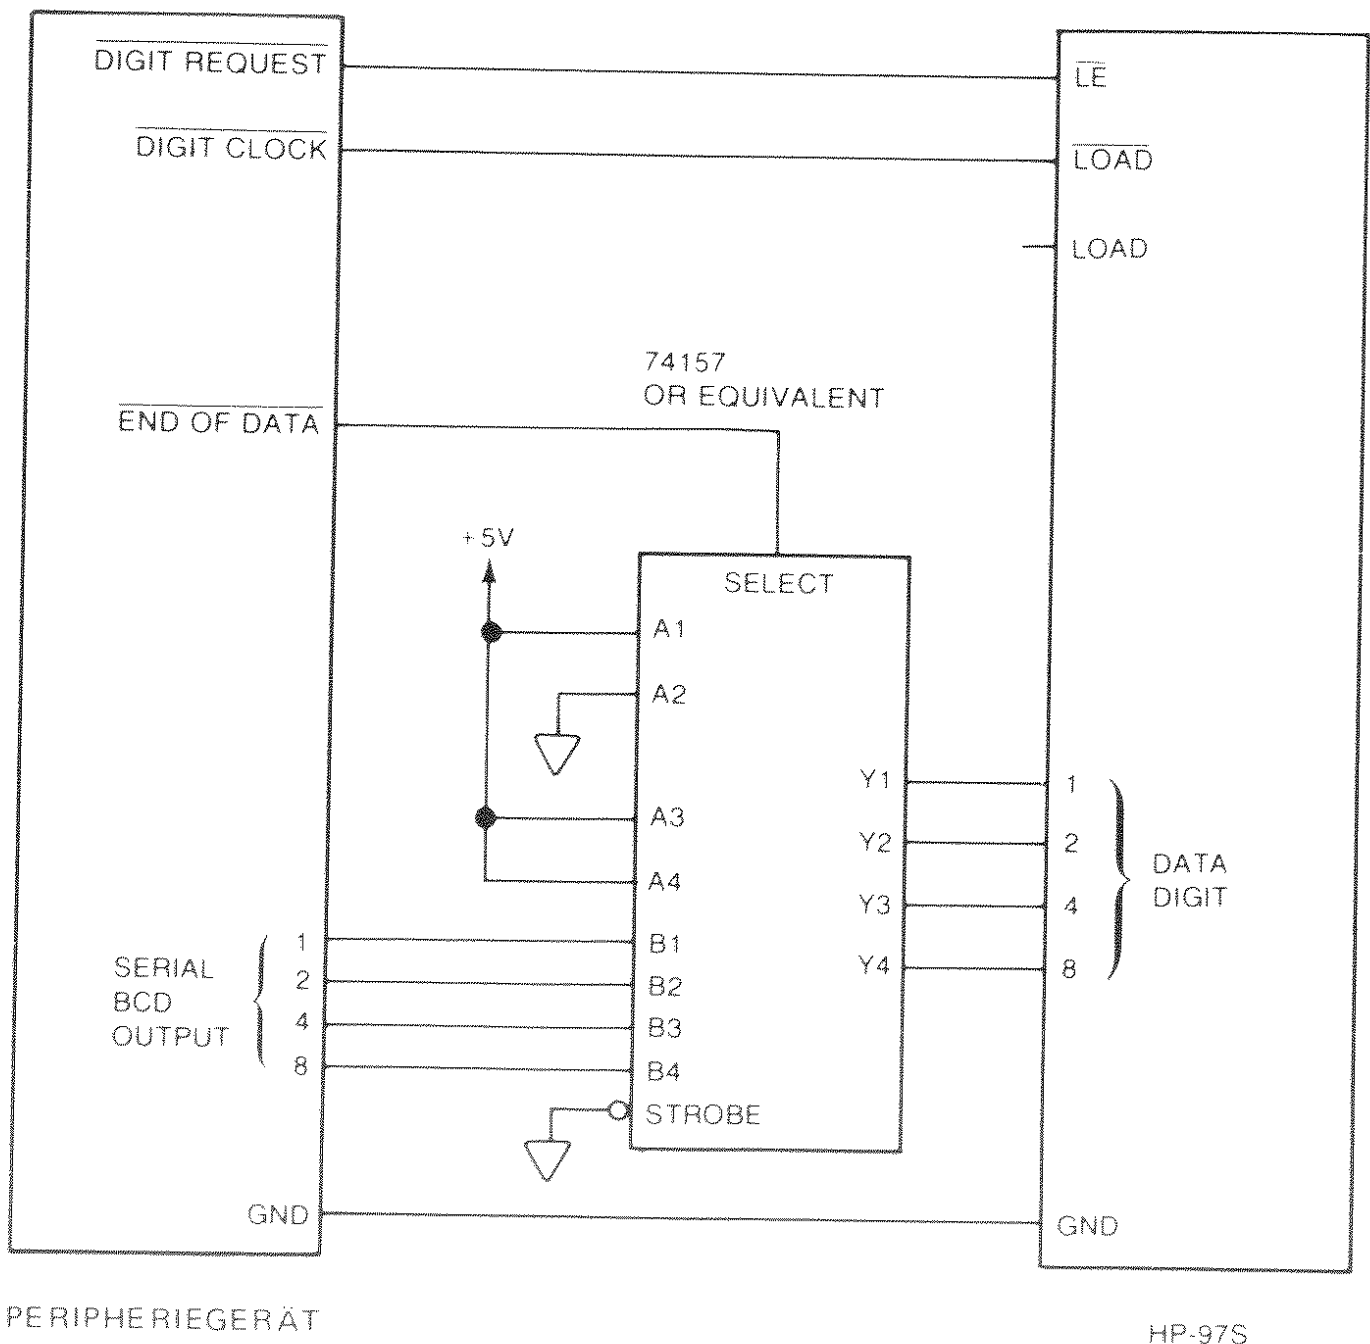 DIGIT REQUEST
LE
DIGIT CLOCK
LOAD
LOAD
74157
OR EQUIVALENT
END OF DATA
+5V
SELECT
A1
A2
A3
A4
B1
B2
B3
B4
STROBE
Y1
Y2
Y3
Y4
1
2
4
8
DATA
DIGIT
SERIAL
BCD
OUTPUT
1
2
4
8
GND
GND
PERIPHERIEGERÄT
HP-97S